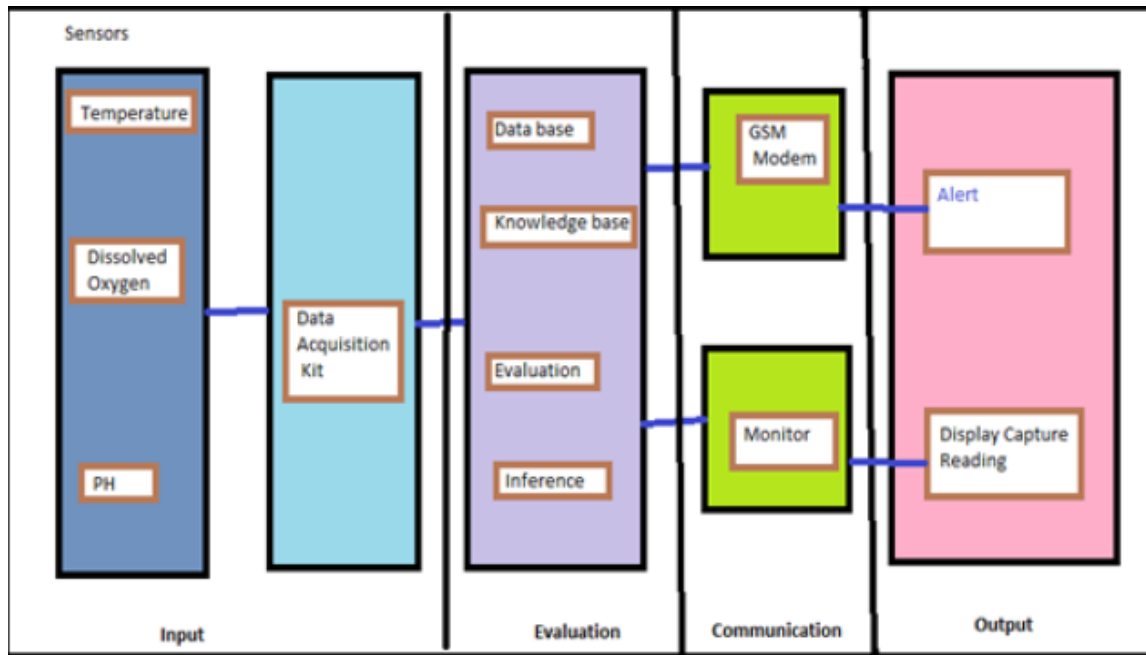 Sensors
Temperature
Dissolved
Oxygen
PH
Data
Acquisition
Kit
Input
Data base
Knowledge base
Evaluation
Inference
Evaluation
GSM
Modem
Monitor
Communication
Alert
Display Capture
Reading
Output